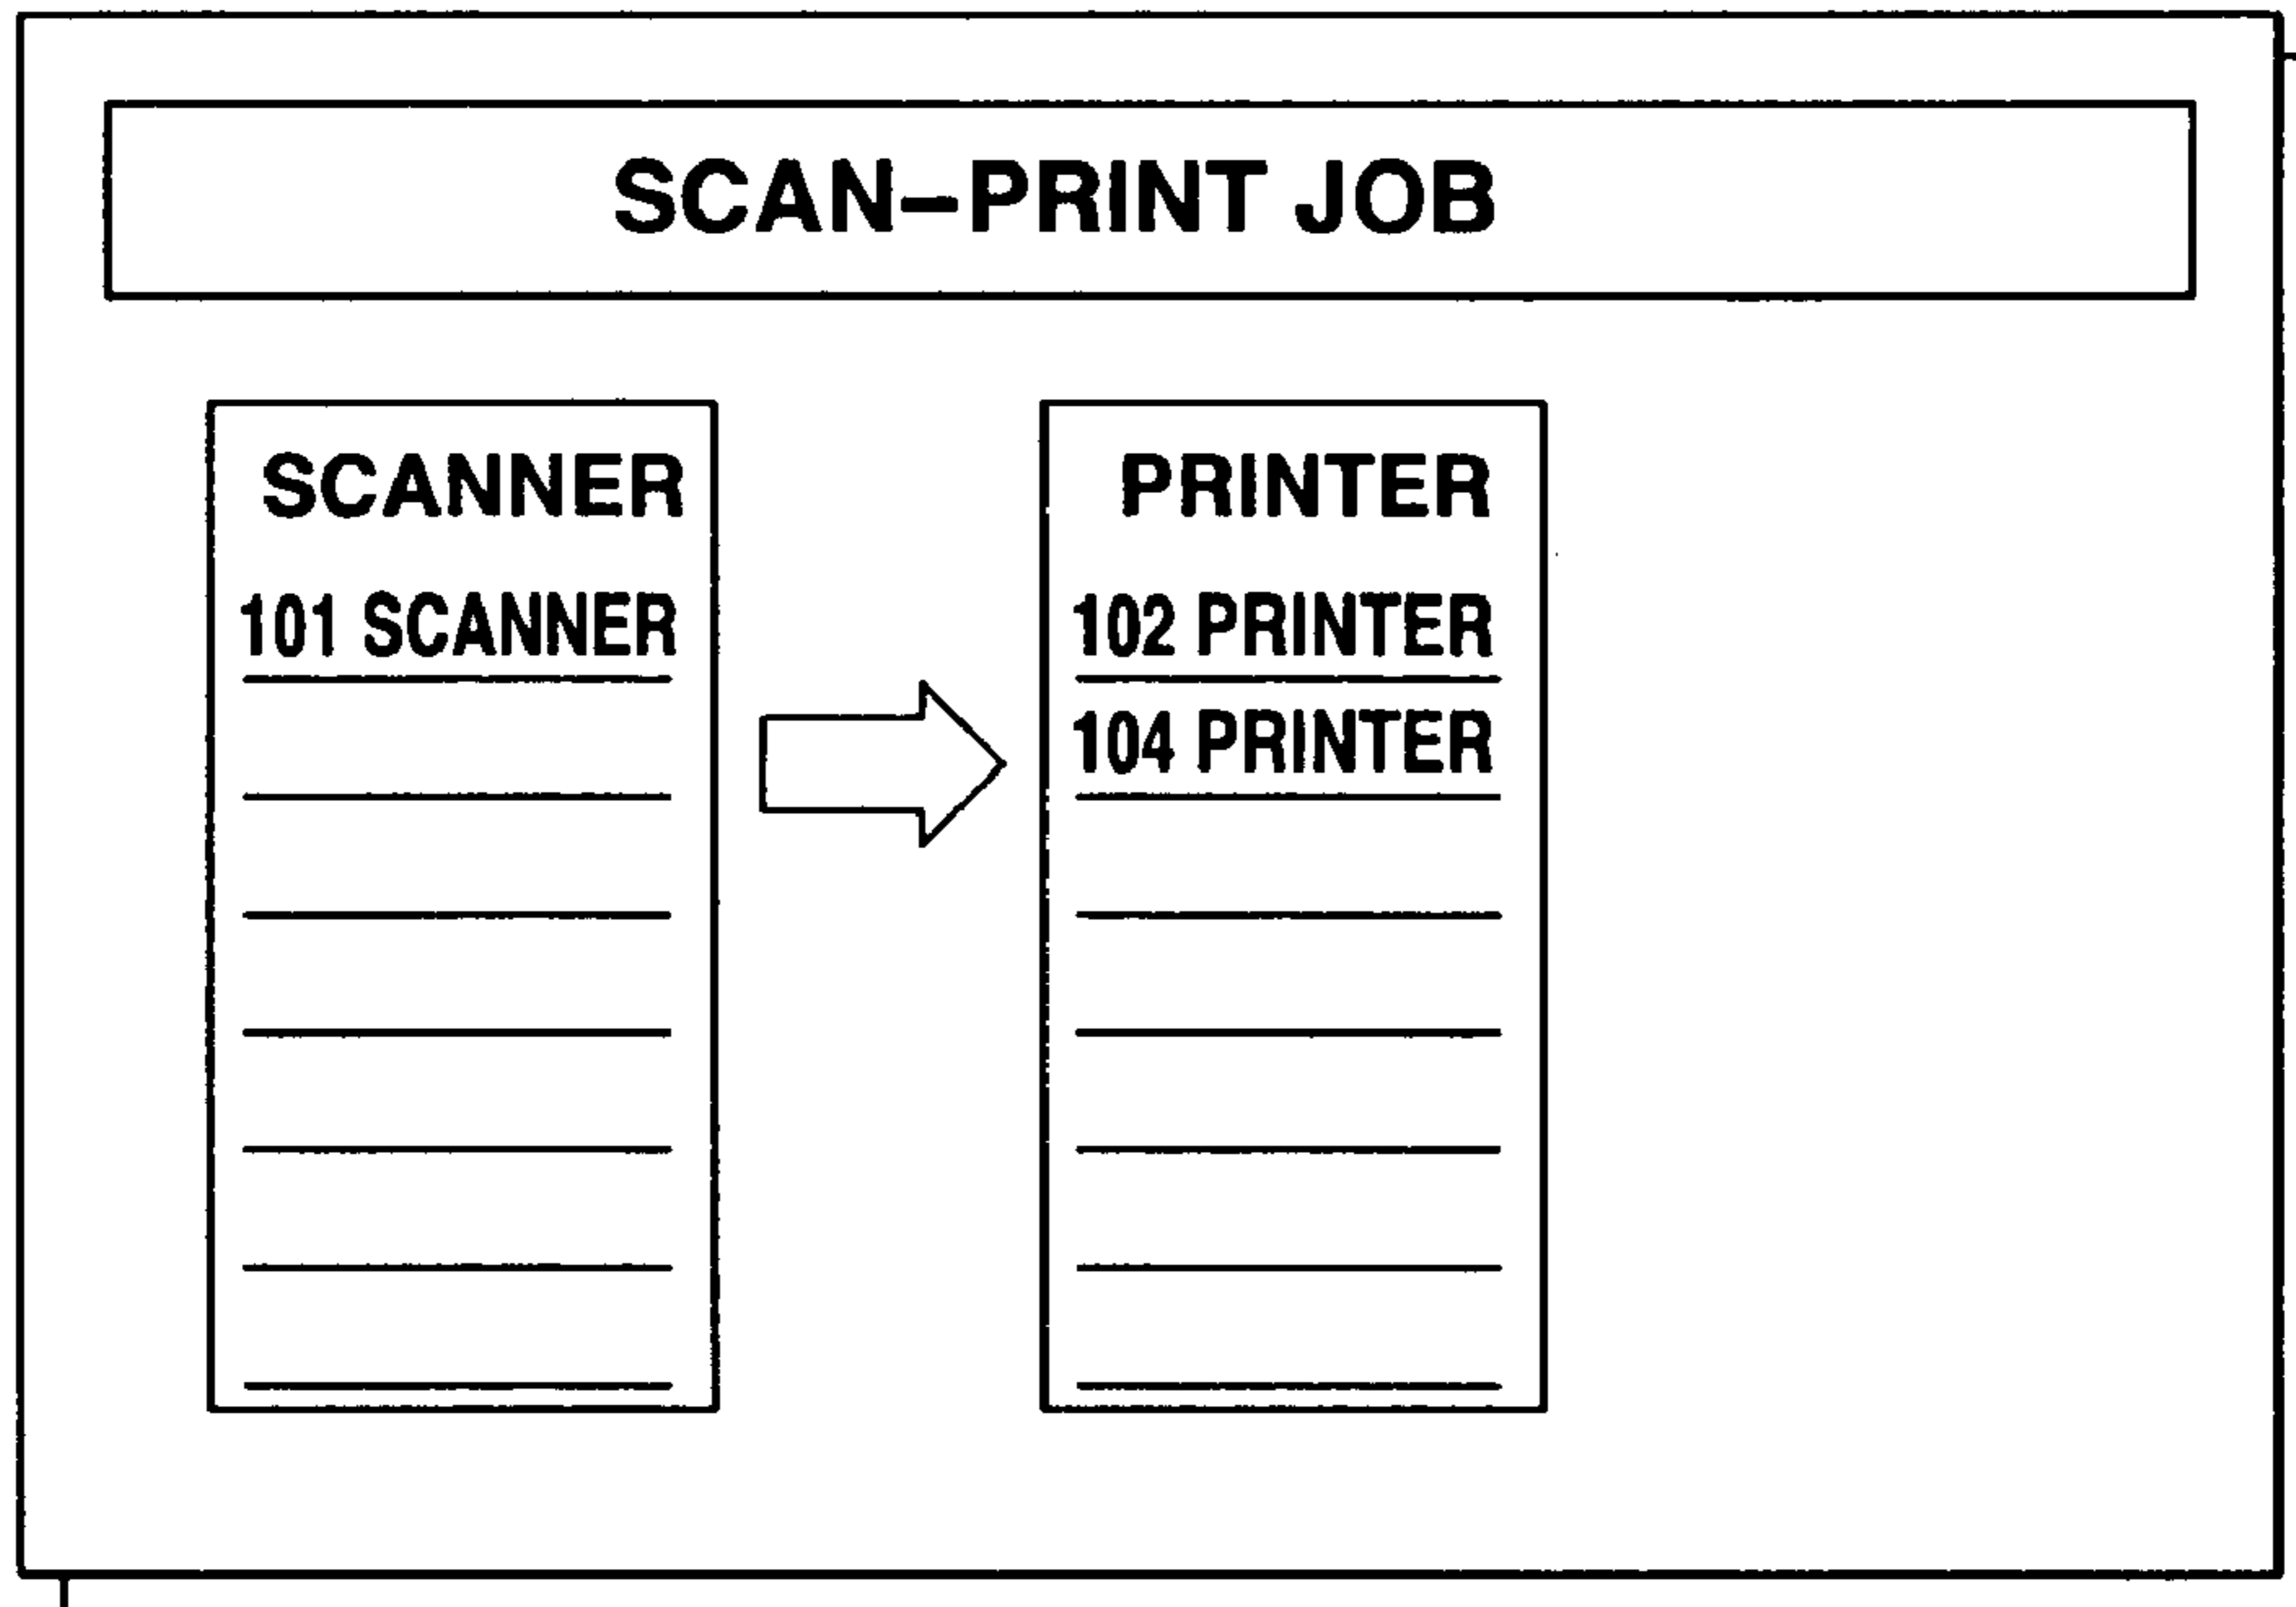 SCAN–PRINT JOB
SCANNER
101 SCANNER
PRINTER
102 PRINTER
104 PRINTER